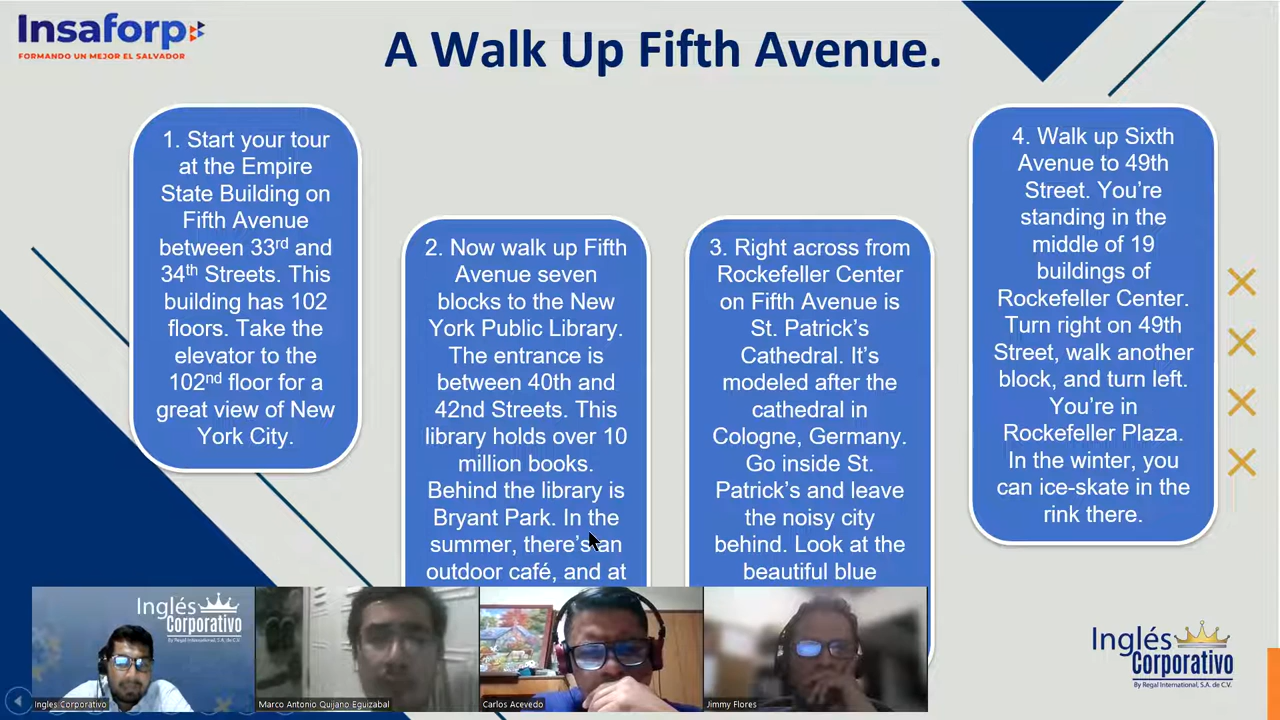 Insaforp
FORMANDO UN MEJOR EL SALVADOR
A Walk Up Fifth Avenue.
1. Start your tour
at the Empire
State Building on
Fifth Avenue
between 33rd and
34th Streets. This
building has 102
floors. Take the
elevator to the
102nd floor for a
great view of New
York City.
2. Now walk up Fifth
Avenue seven
blocks to the New
York Public Library.
The entrance is
between 40th and
42nd Streets. This
library holds over 10
million books.
Behind the library is
Bryant Park. In the
summer, there's an
outdoor café, and at
3. Right across from
Rockefeller Center
on Fifth Avenue is
St. Patrick's
Cathedral. It's
modeled after the
cathedral in
Cologne, Germany.
Go inside St.
Patrick's and leave
the noisy city
behind. Look at the
beautiful blue
4. Walk up Sixth
Avenue to 49th
Street. You're
standing in the
middle of 19
buildings of
Rockefeller Center.
Turn right on 49th
Street, walk another
block, and turn left.
You're in
Rockefeller Plaza.
In the winter, you
can ice-skate in the
rink there.
Inglés
Corporativo
By Regal International, S.A. de C.V.
Ingles Corporativo
Marco Antonio Quijano Eguizabal
Carlos Acevedo
Jimmy Flores
Inglés
Corporativo
By Regal International, S.A. de C.V.